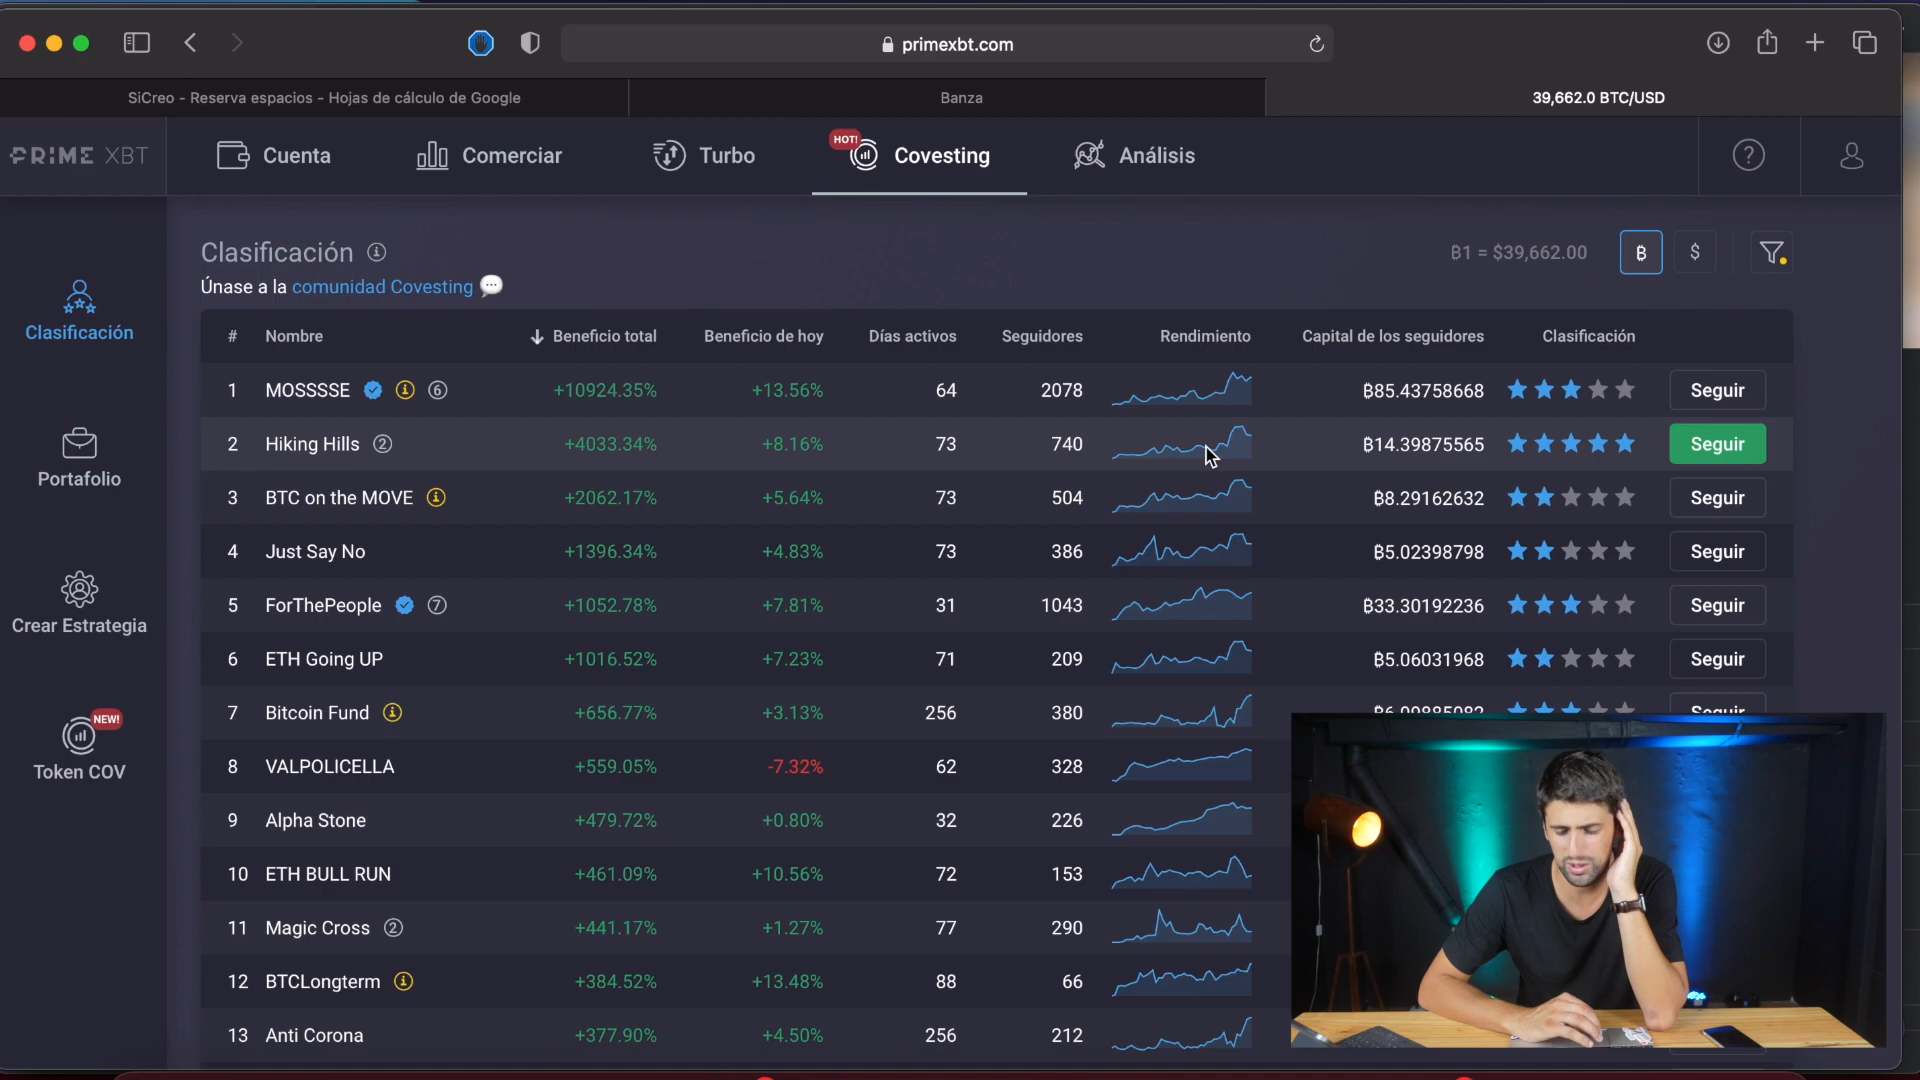 primexbt.com
SiCreo - Reserva espacios - Hojas de cálculo de Google
Banza
39,662.0 BTC/USD
PRIME XBT
Cuenta
Comerciar
Turbo
HOT!
Covesting
Análisis
?
Clasificación
Portafolio
Crear Estrategia
NEW!
Token COV
Clasificación
₿1 = $39,662.00
₿
$
Únase a la comunidad Covesting
# Nombre Beneficio total Beneficio de hoy Días activos Seguidores Rendimiento Capital de los seguidores Clasificación
1 MOSSSSE 6 +10924.35% +13.56% 64 2078 ₿85.43758668 Seguir
2 Hiking Hills 2 +4033.34% +8.16% 73 740 ₿14.39875565 Seguir
3 BTC on the MOVE +2062.17% +5.64% 73 504 ₿8.29162632 Seguir
4 Just Say No +1396.34% +4.83% 73 386 ₿5.02398798 Seguir
5 ForThePeople 7 +1052.78% +7.81% 31 1043 ₿33.30192236 Seguir
6 ETH Going UP +1016.52% +7.23% 71 209 ₿5.06031968 Seguir
7 Bitcoin Fund +656.77% +3.13% 256 380 Seguir
8 VALPOLICELLA +559.05% -7.32% 62 328
9 Alpha Stone +479.72% +0.80% 32 226
10 ETH BULL RUN +461.09% +10.56% 72 153
11 Magic Cross 2 +441.17% +1.27% 77 290
12 BTCLongterm +384.52% +13.48% 88 66
13 Anti Corona +377.90% +4.50% 256 212